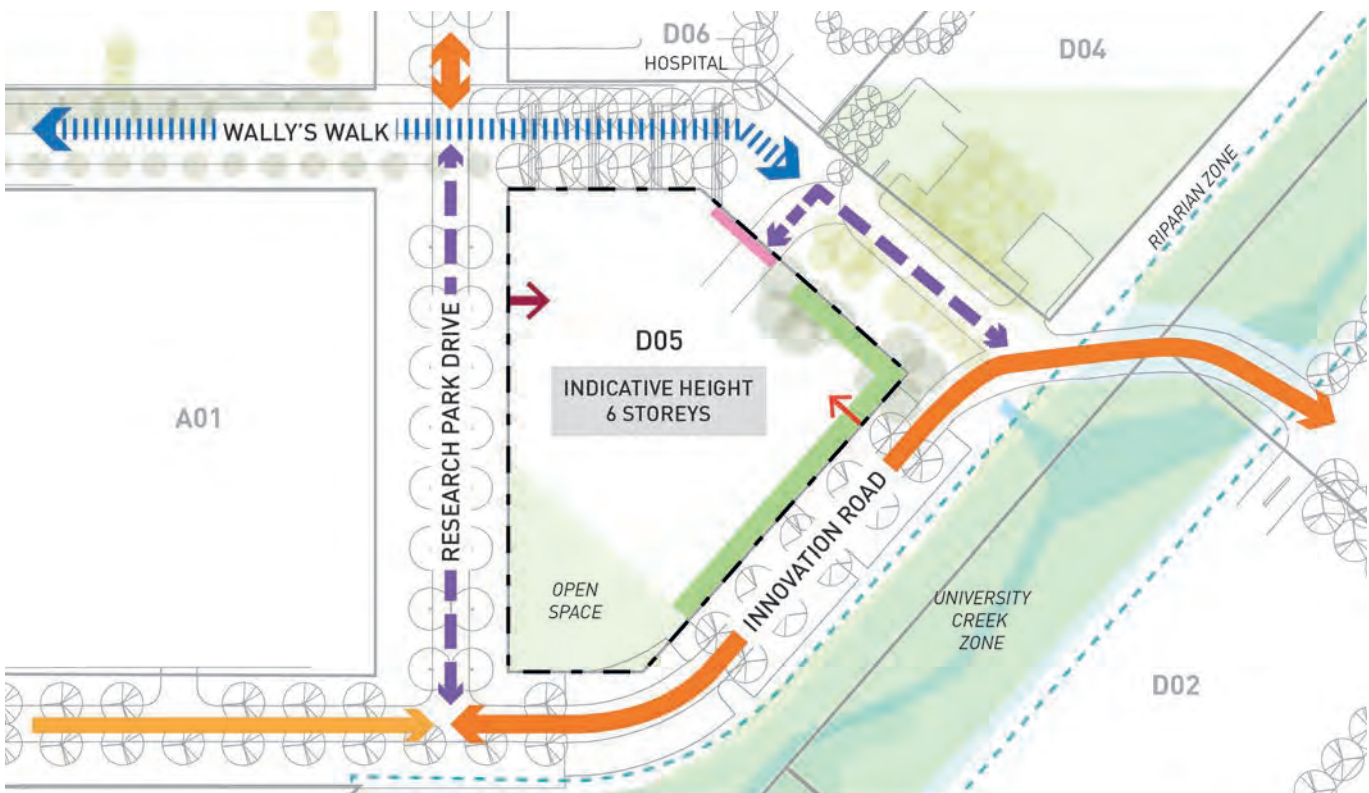 D06
HOSPITAL
D04
WALLY'S WALK
RIPARIAN ZONE
RESEARCH PARK DRIVE
D05
INDICATIVE HEIGHT
6 STOREYS
A01
INNOVATION ROAD
OPEN
SPACE
UNIVERSITY
CREEK
ZONE
D02